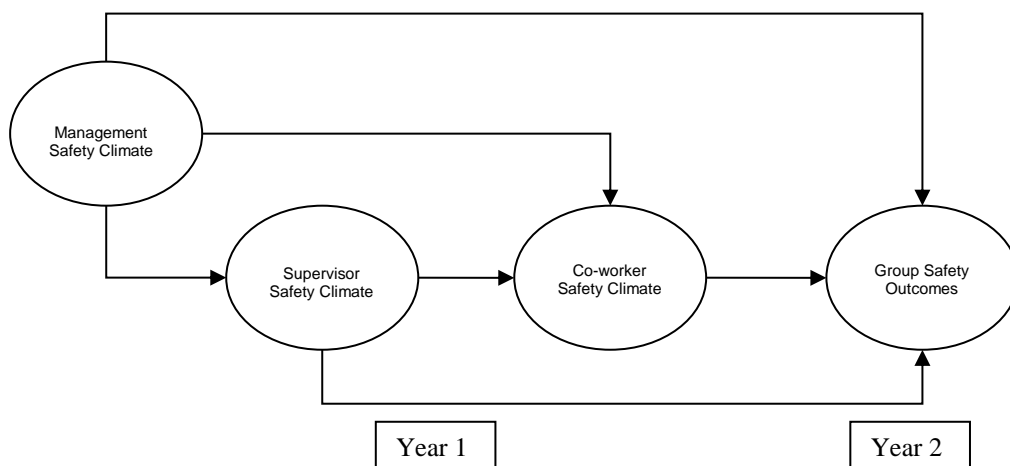 Management
Safety Climate
Supervisor
Safety Climate
Co-worker
Safety Climate
Group Safety
Outcomes
Year 1
Year 2